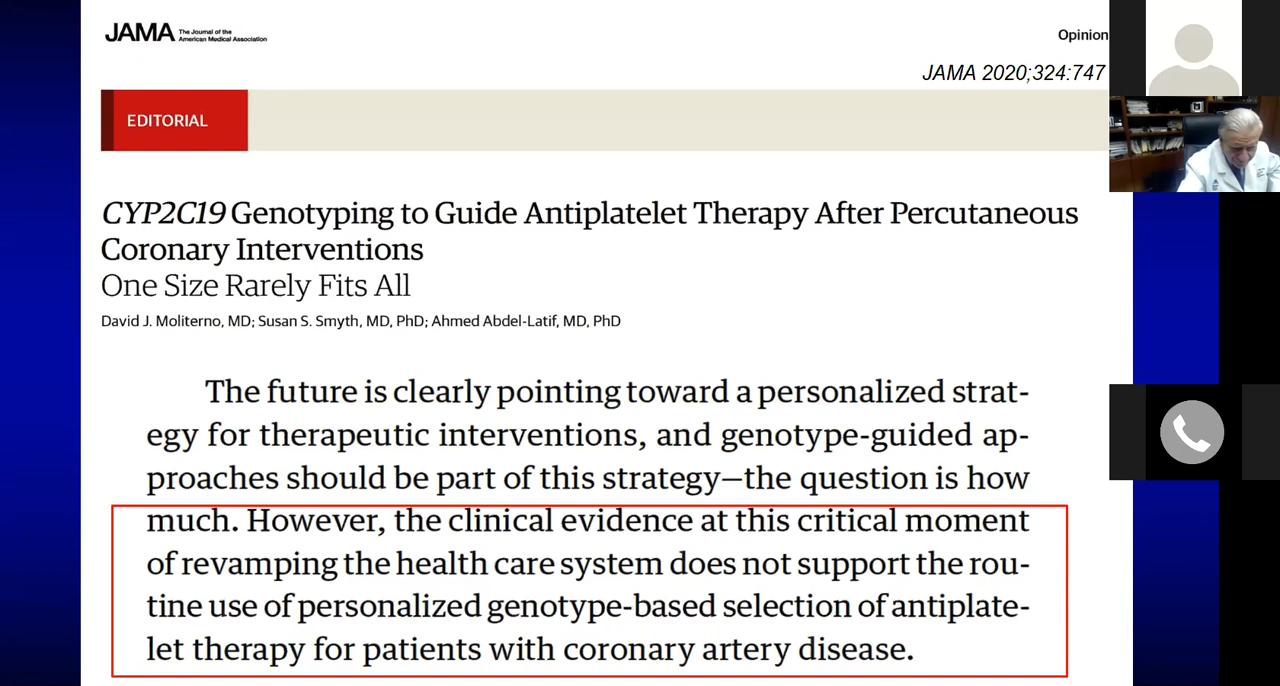 JAMA The Journal of the
American Medical Association
Opinion
JAMA 2020;324:747
EDITORIAL
CYP2C19 Genotyping to Guide Antiplatelet Therapy After Percutaneous
Coronary Interventions
One Size Rarely Fits All
David J. Moliterno, MD; Susan S. Smyth, MD, PhD; Ahmed Abdel-Latif, MD, PhD
The future is clearly pointing toward a personalized strat-
egy for therapeutic interventions, and genotype-guided ap-
proaches should be part of this strategy—the question is how
much. However, the clinical evidence at this critical moment
of revamping the health care system does not support the rou-
tine use of personalized genotype-based selection of antiplate-
let therapy for patients with coronary artery disease.